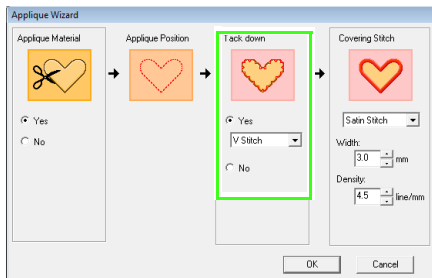 Applique Wizard
Applique Material
Yes
No
Applique Position
Tack down
Yes
V Stitch
No
Covering Stitch
Satin Stitch
Width:
3.0 mm
Density:
4.5 line/mm
OK Cancel